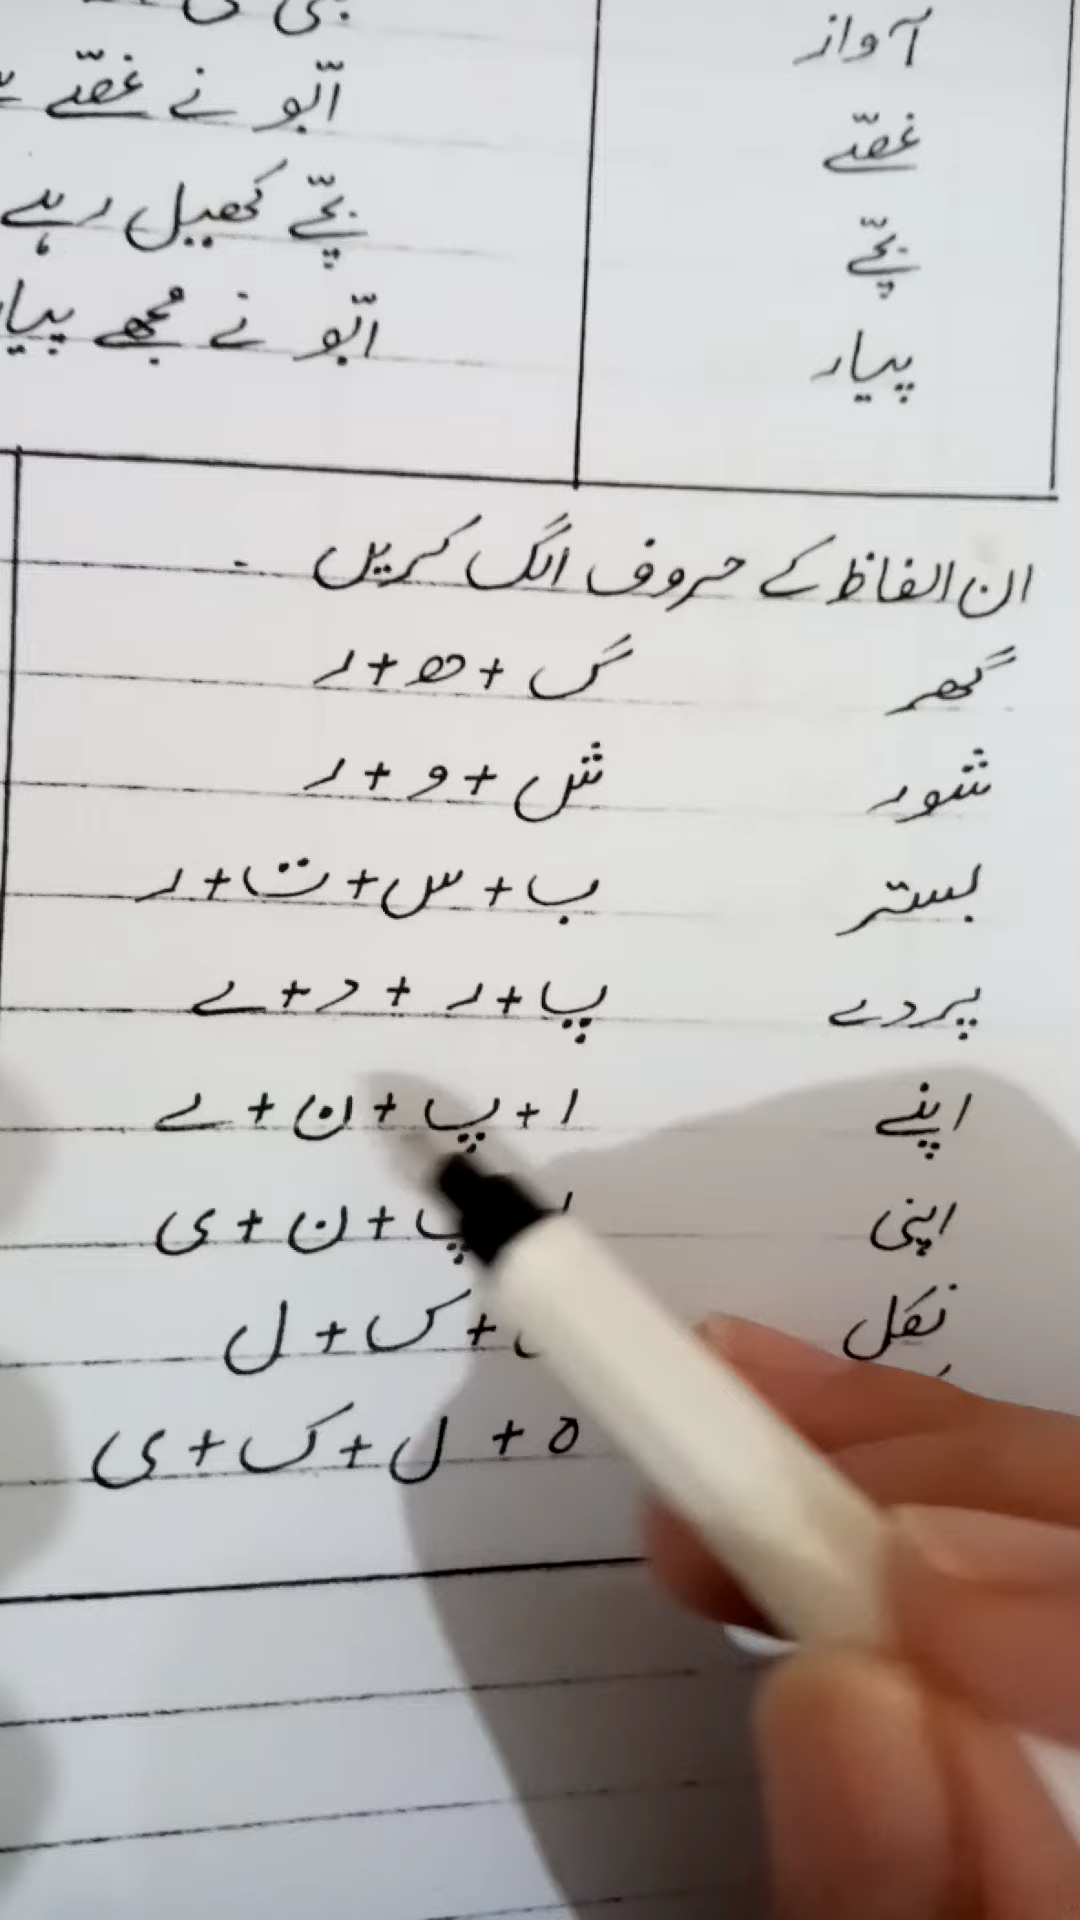 آواز
غصّے ابّو نے غصّے
بچّے بچّے کھیل رہے
پیار ابّو نے مجھے پیار
ان الفاظ کے حروف الگ کریں ۔
گھر گ + ھ + ر
شور ش + و + ر
بستر ب + س + ت + ر
پردے پ + ر + د + ے
اپنے ا + پ + ن + ے
اپنی ا + پ + ن + ی
نکل + ک + ل
ہ + ل + ک + ی